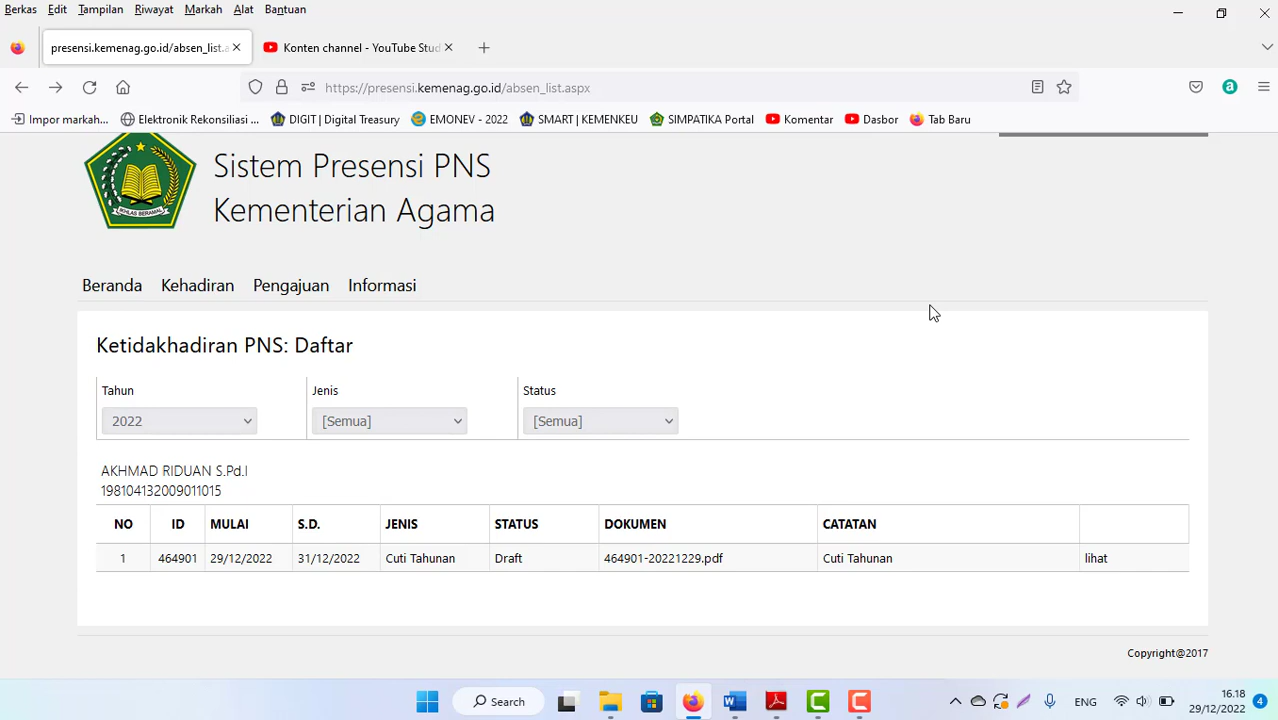 Berkas Edit Tampilan Riwayat Markah Alat Bantuan
presensi.kemenag.go.id/absen_list.a
Konten channel - YouTube Stud
https://presensi.kemenag.go.id/absen_list.aspx
Impor markah... Elektronik Rekonsiliasi ... DIGIT | Digital Treasury EMONEV - 2022 SMART | KEMENKEU SIMPATIKA Portal Komentar Dasbor Tab Baru
IKHLAS BERAMAL
Sistem Presensi PNS
Kementerian Agama
Beranda Kehadiran Pengajuan Informasi
Ketidakhadiran PNS: Daftar
Tahun Jenis Status
2022 [Semua] [Semua]
AKHMAD RIDUAN S.Pd.I
198104132009011015
NO ID MULAI S.D. JENIS STATUS DOKUMEN CATATAN
1 464901 29/12/2022 31/12/2022 Cuti Tahunan Draft 464901-20221229.pdf Cuti Tahunan lihat
Copyright@2017
Search
ENG
16.18
29/12/2022
4